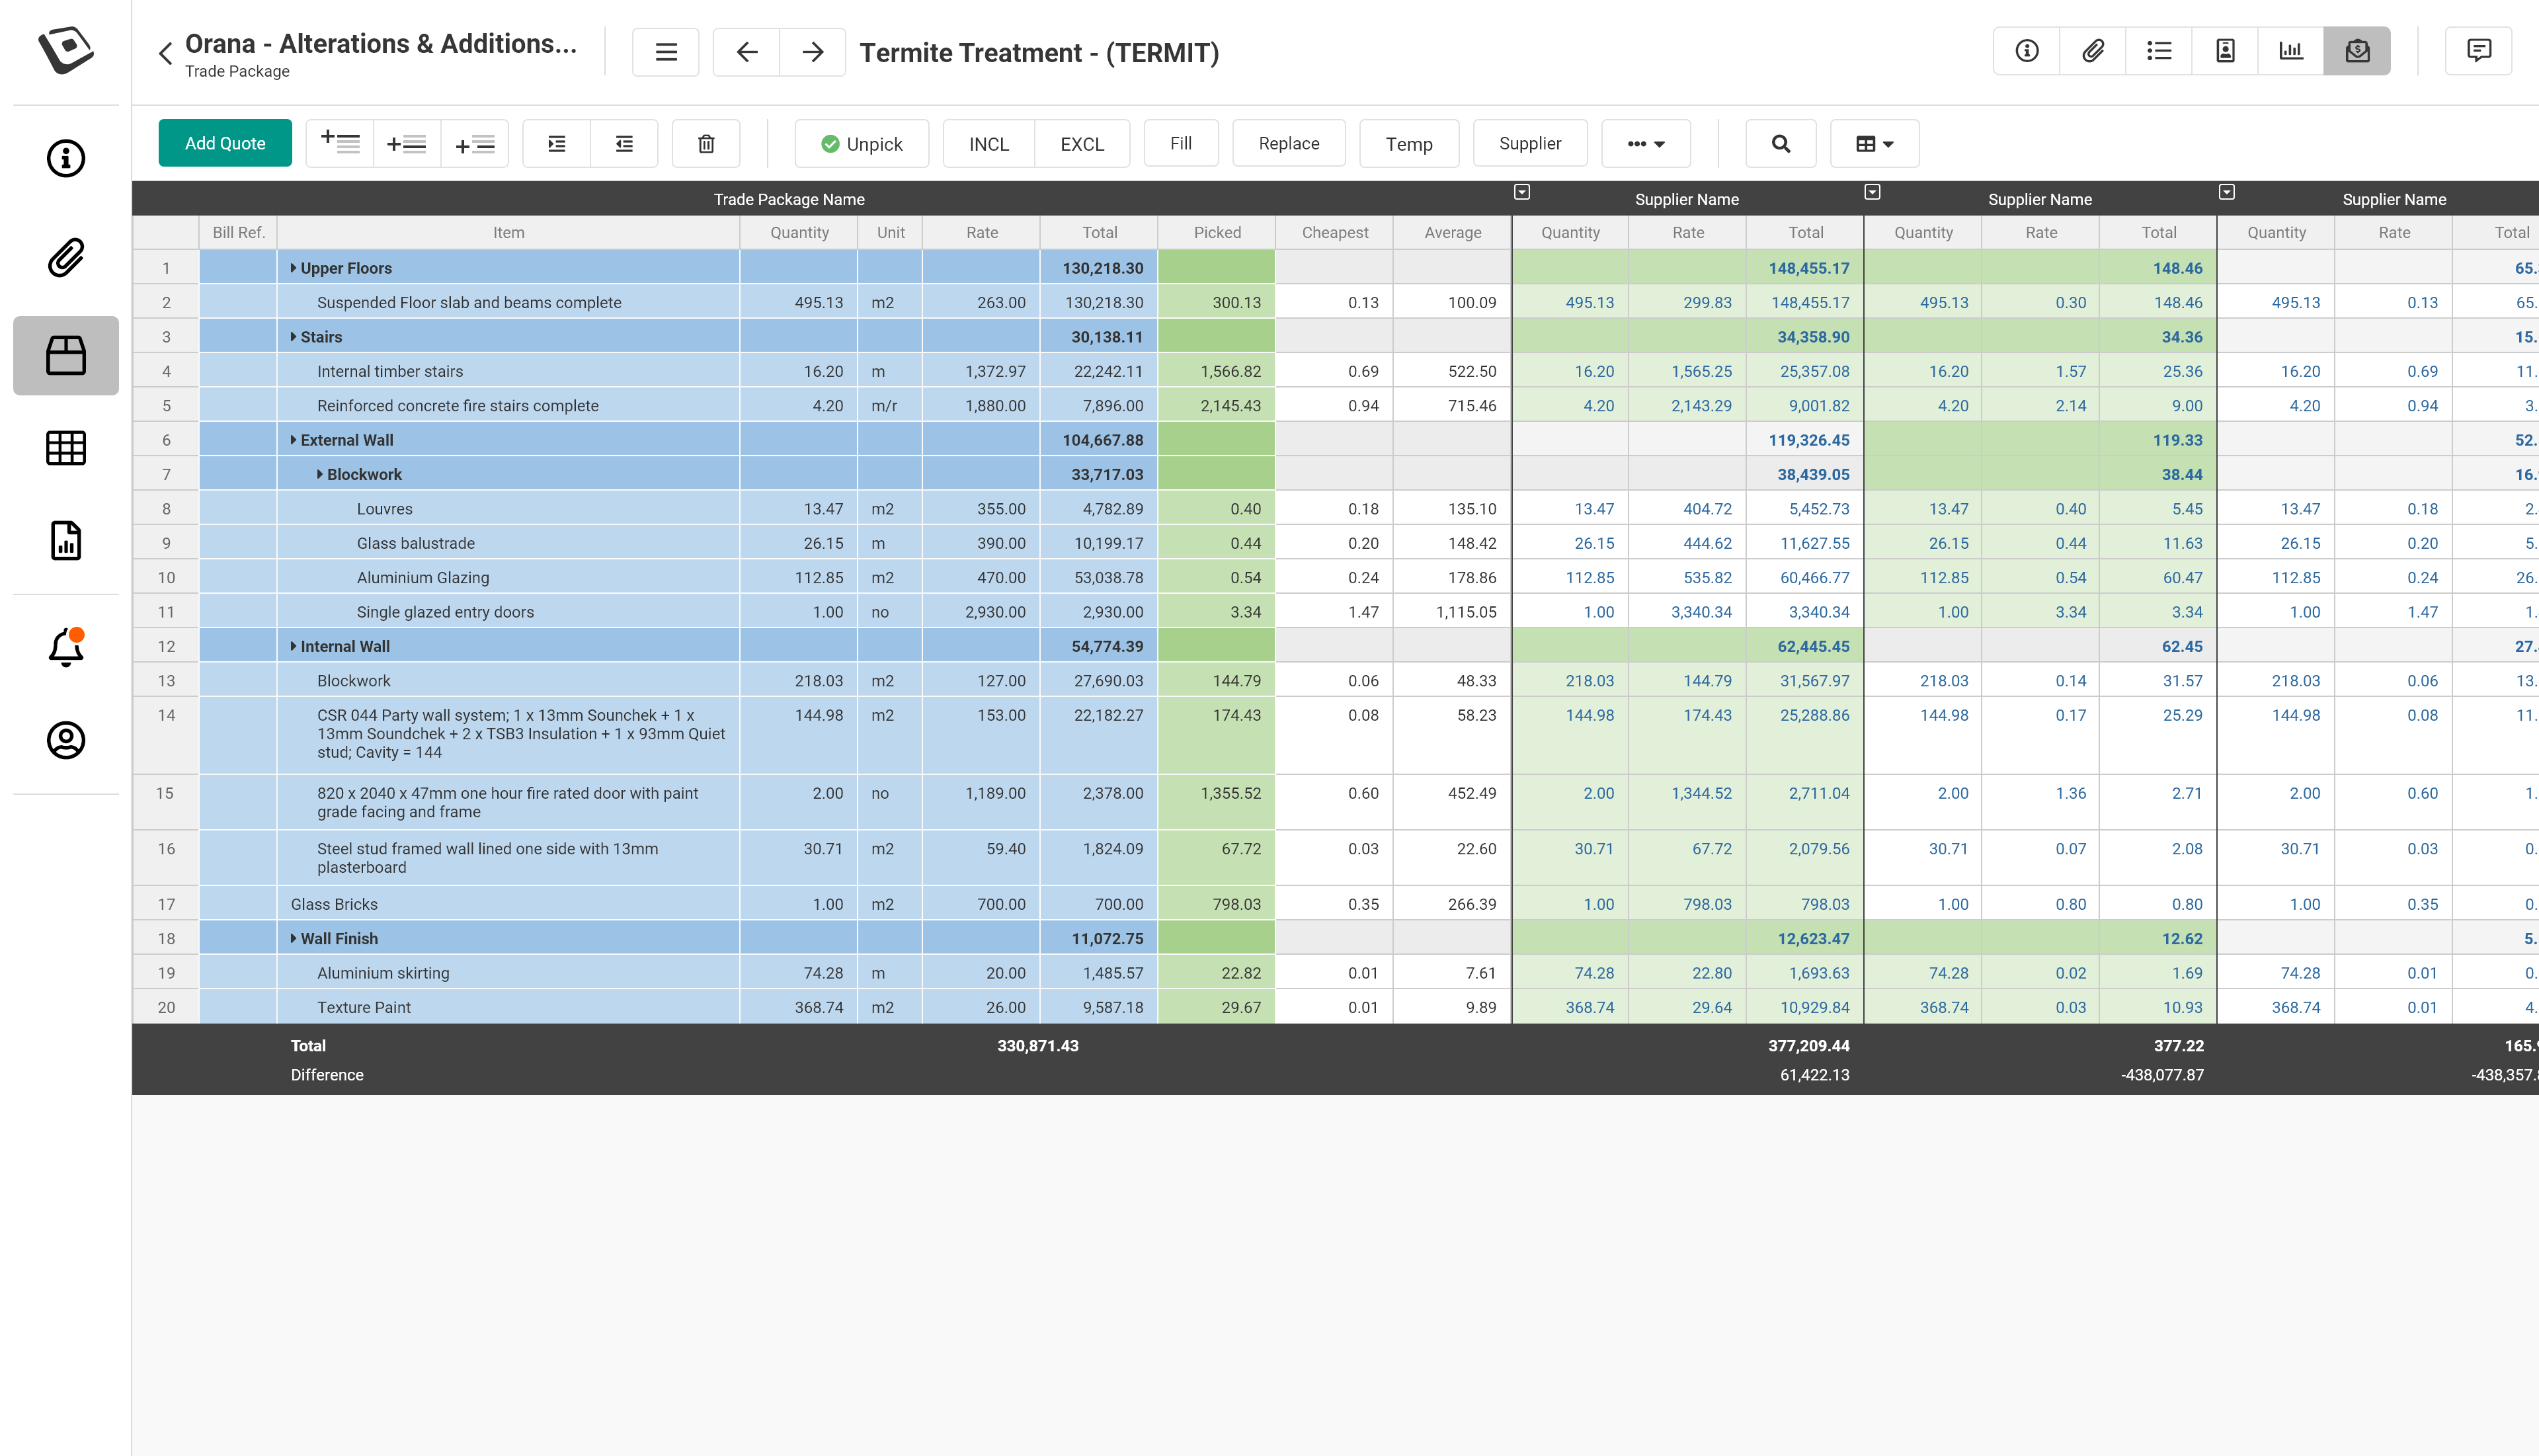 Orana - Alterations & Additions...
Trade Package
Termite Treatment - (TERMIT)
Add Quote Unpick INCL EXCL Fill Replace Temp Supplier
Trade Package Name Supplier Name Supplier Name Supplier Name
Bill Ref. Item Quantity Unit Rate Total Picked Cheapest Average Quantity Rate Total Quantity Rate Total Quantity Rate Total
1 Upper Floors 130,218.30 148,455.17 148.46 65.
2 Suspended Floor slab and beams complete 495.13 m2 263.00 130,218.30 300.13 0.13 100.09 495.13 299.83 148,455.17 495.13 0.30 148.46 495.13 0.13 65.
3 Stairs 30,138.11 34,358.90 34.36 15.
4 Internal timber stairs 16.20 m 1,372.97 22,242.11 1,566.82 0.69 522.50 16.20 1,565.25 25,357.08 16.20 1.57 25.36 16.20 0.69 11.
5 Reinforced concrete fire stairs complete 4.20 m/r 1,880.00 7,896.00 2,145.43 0.94 715.46 4.20 2,143.29 9,001.82 4.20 2.14 9.00 4.20 0.94 3.
6 External Wall 104,667.88 119,326.45 119.33 52.
7 Blockwork 33,717.03 38,439.05 38.44 16.
8 Louvres 13.47 m2 355.00 4,782.89 0.40 0.18 135.10 13.47 404.72 5,452.73 13.47 0.40 5.45 13.47 0.18 2.
9 Glass balustrade 26.15 m 390.00 10,199.17 0.44 0.20 148.42 26.15 444.62 11,627.55 26.15 0.44 11.63 26.15 0.20 5.
10 Aluminium Glazing 112.85 m2 470.00 53,038.78 0.54 0.24 178.86 112.85 535.82 60,466.77 112.85 0.54 60.47 112.85 0.24 26.
11 Single glazed entry doors 1.00 no 2,930.00 2,930.00 3.34 1.47 1,115.05 1.00 3,340.34 3,340.34 1.00 3.34 3.34 1.00 1.47 1.
12 Internal Wall 54,774.39 62,445.45 62.45 27.
13 Blockwork 218.03 m2 127.00 27,690.03 144.79 0.06 48.33 218.03 144.79 31,567.97 218.03 0.14 31.57 218.03 0.06 13.
14 CSR 044 Party wall system; 1 x 13mm Sounchek + 1 x 144.98 m2 153.00 22,182.27 174.43 0.08 58.23 144.98 174.43 25,288.86 144.98 0.17 25.29 144.98 0.08 11.
13mm Soundchek + 2 x TSB3 Insulation + 1 x 93mm Quiet
stud; Cavity = 144
15 820 x 2040 x 47mm one hour fire rated door with paint 2.00 no 1,189.00 2,378.00 1,355.52 0.60 452.49 2.00 1,344.52 2,711.04 2.00 1.36 2.71 2.00 0.60 1.
grade facing and frame
16 Steel stud framed wall lined one side with 13mm 30.71 m2 59.40 1,824.09 67.72 0.03 22.60 30.71 67.72 2,079.56 30.71 0.07 2.08 30.71 0.03 0.
plasterboard
17 Glass Bricks 1.00 m2 700.00 700.00 798.03 0.35 266.39 1.00 798.03 798.03 1.00 0.80 0.80 1.00 0.35 0.
18 Wall Finish 11,072.75 12,623.47 12.62 5.
19 Aluminium skirting 74.28 m 20.00 1,485.57 22.82 0.01 7.61 74.28 22.80 1,693.63 74.28 0.02 1.69 74.28 0.01 0.
20 Texture Paint 368.74 m2 26.00 9,587.18 29.67 0.01 9.89 368.74 29.64 10,929.84 368.74 0.03 10.93 368.74 0.01 4.
Total 330,871.43 377,209.44 377.22 165.
Difference 61,422.13 -438,077.87 -438,357.